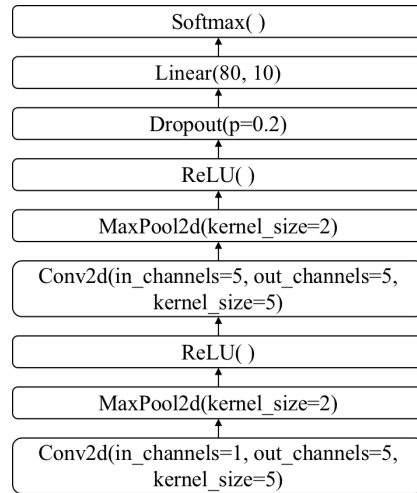 Softmax( )
Linear(80, 10)
Dropout(p=0.2)
ReLU( )
MaxPool2d(kernel_size=2)
Conv2d(in_channels=5, out_channels=5,
kernel_size=5)
ReLU( )
MaxPool2d(kernel_size=2)
Conv2d(in_channels=1, out_channels=5,
kernel_size=5)